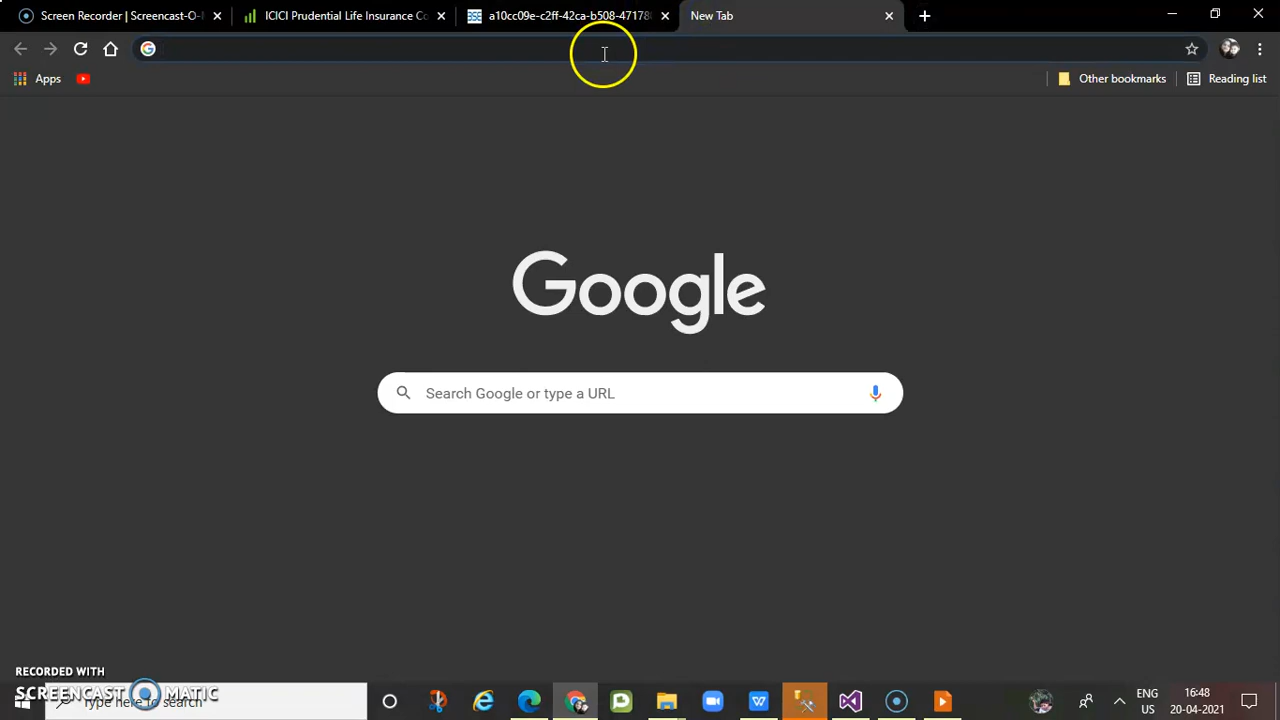 Screen Recorder | Screencast-O-M
ICICI Prudential Life Insurance Co
a10cc09e-c2ff-42ca-b508-47178
New Tab
Apps
Other bookmarks
Reading list
Google
Search Google or type a URL
RECORDED WITH
SCREENCAST MATIC
Type here to search
ENG
US
16:48
20-04-2021